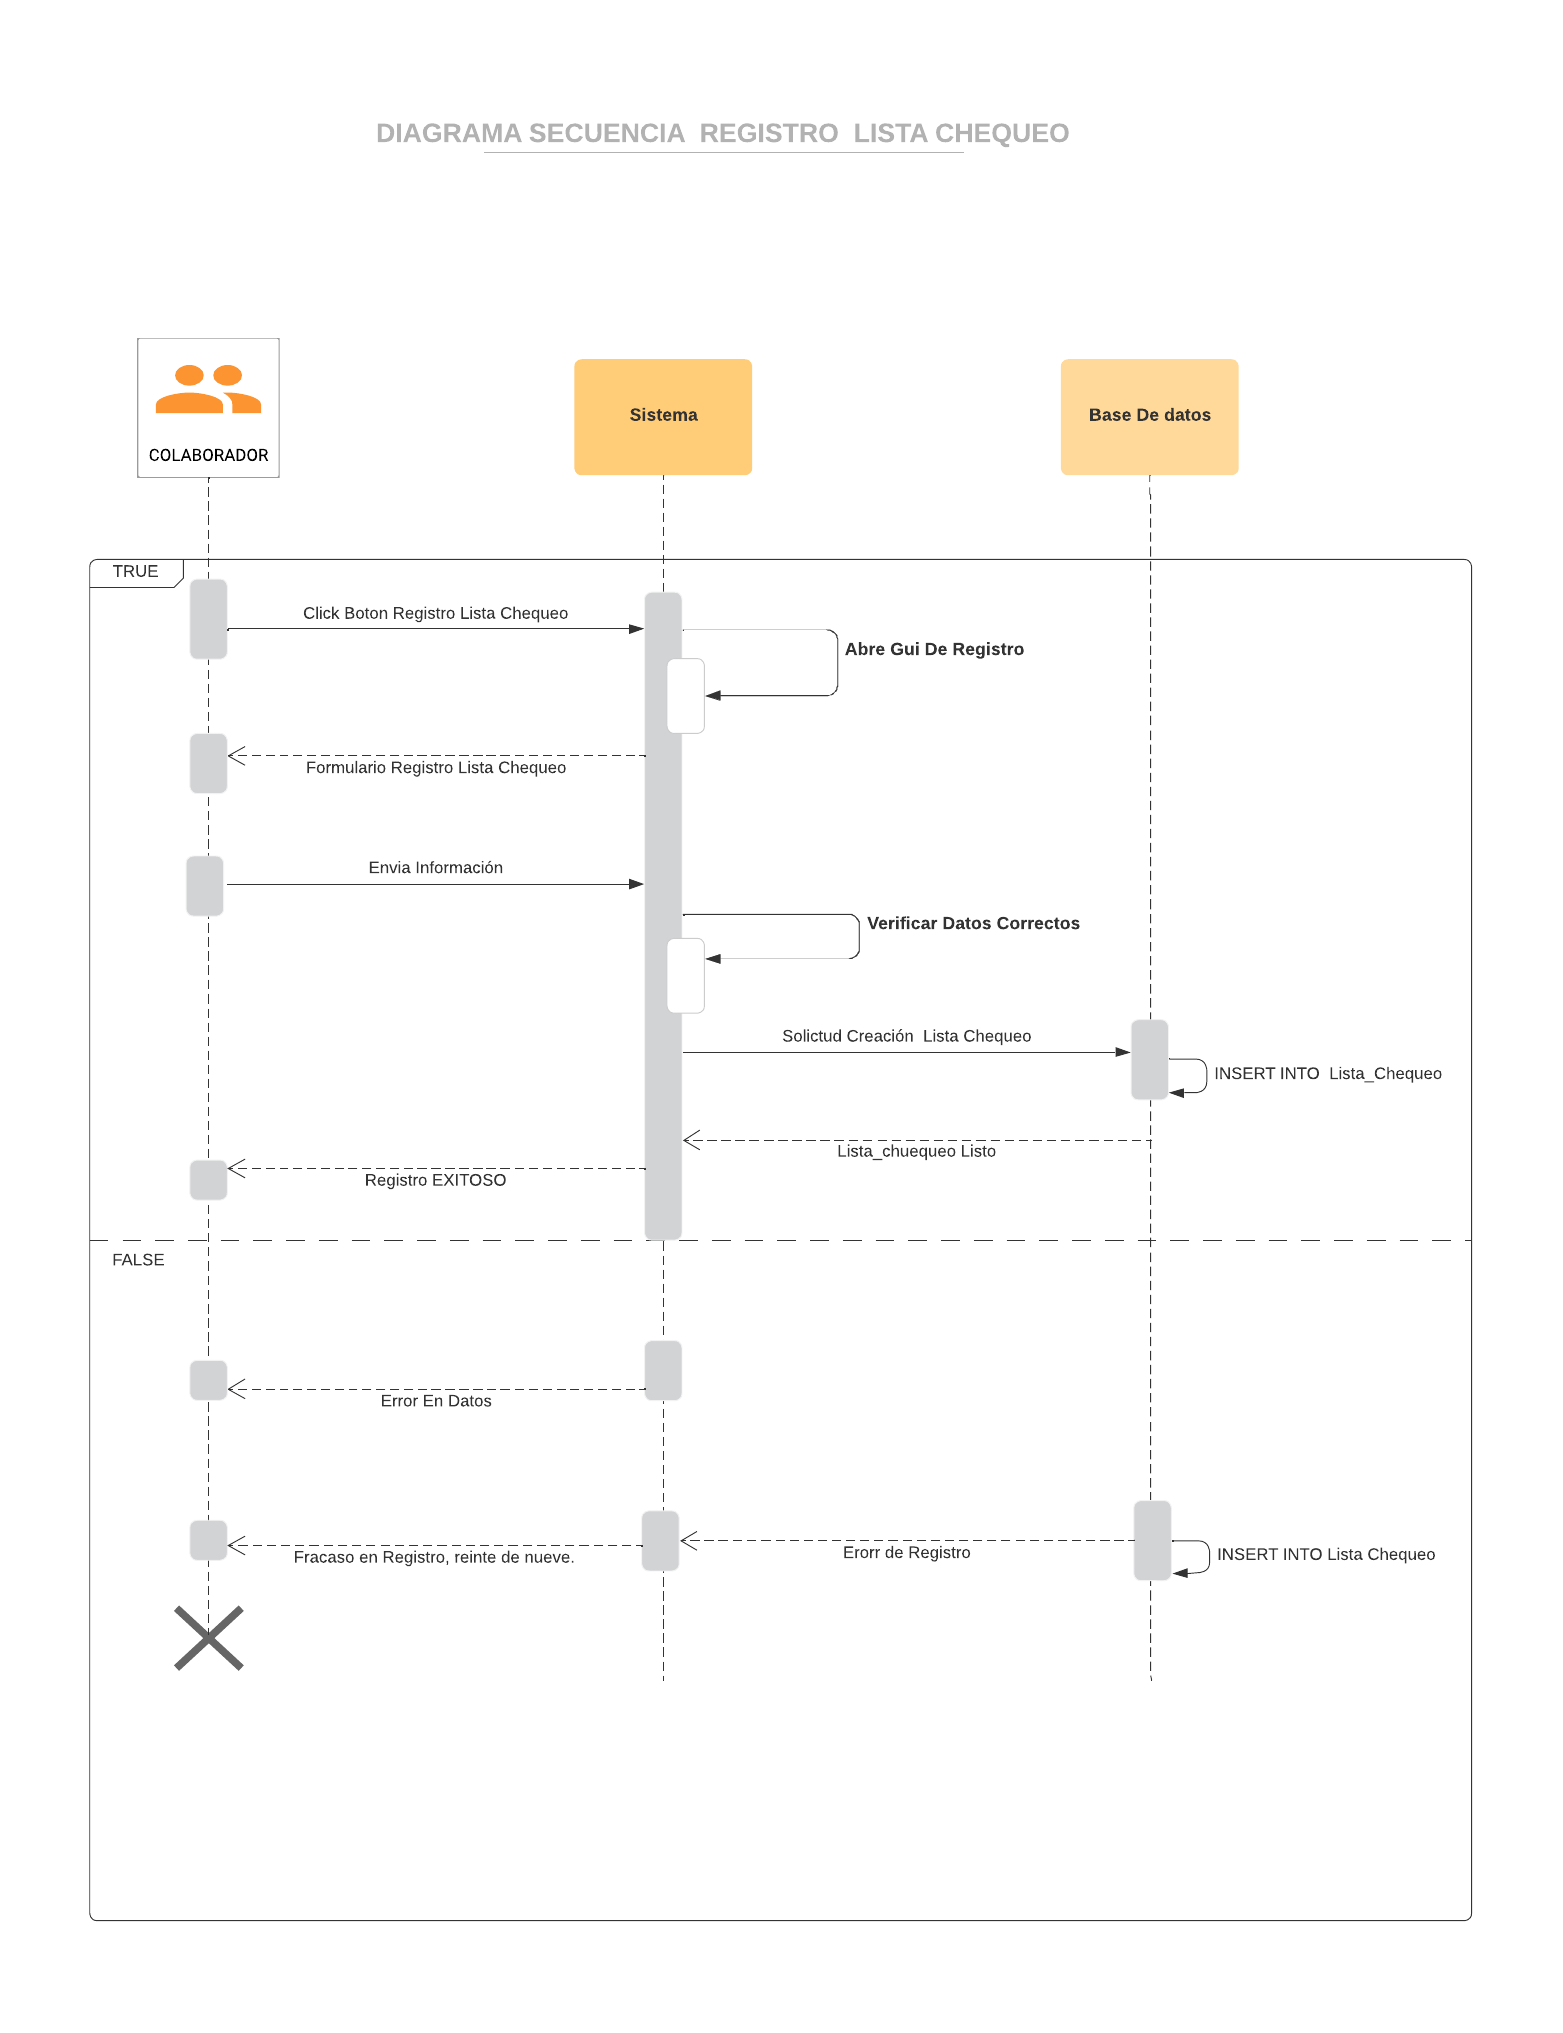 DIAGRAMA SECUENCIA  REGISTRO  LISTA CHEQUEO
COLABORADOR
Sistema
Base De datos
TRUE
Click Boton Registro Lista Chequeo
Abre Gui De Registro
Formulario Registro Lista Chequeo
Envia Información
Verificar Datos Correctos
Solictud Creación  Lista Chequeo
INSERT INTO  Lista_Chequeo
Lista_chuequeo Listo
Registro EXITOSO
FALSE
Error En Datos
Erorr de Registro
INSERT INTO Lista Chequeo
Fracaso en Registro, reinte de nueve.